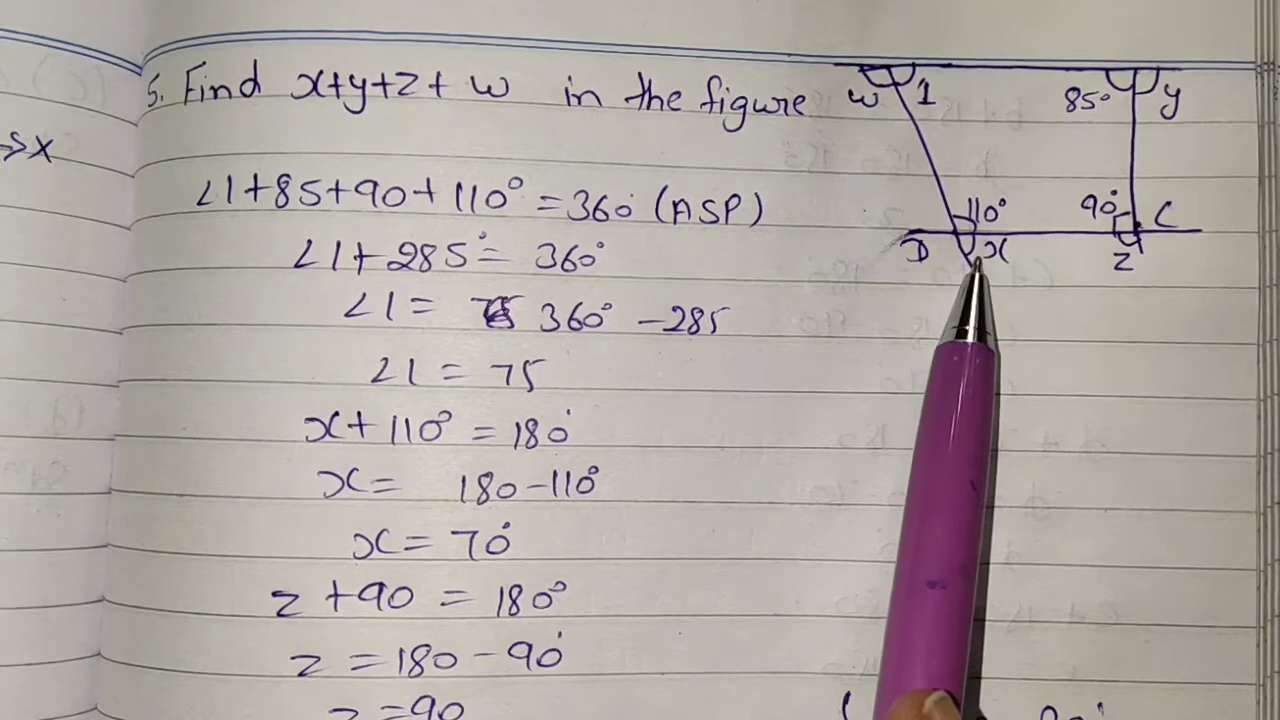 5. Find x+y+z+ w in the figure
w 1 85° y
→x
∠1+85+90+110° = 360° (ASP)
110° 90° C
D x z
∠1+285° = 360°
∠1 = 360° -285
∠1 = 75
x+110° = 180°
x= 180-110°
x= 70°
z +90 = 180°
z =180 - 90°
z =90